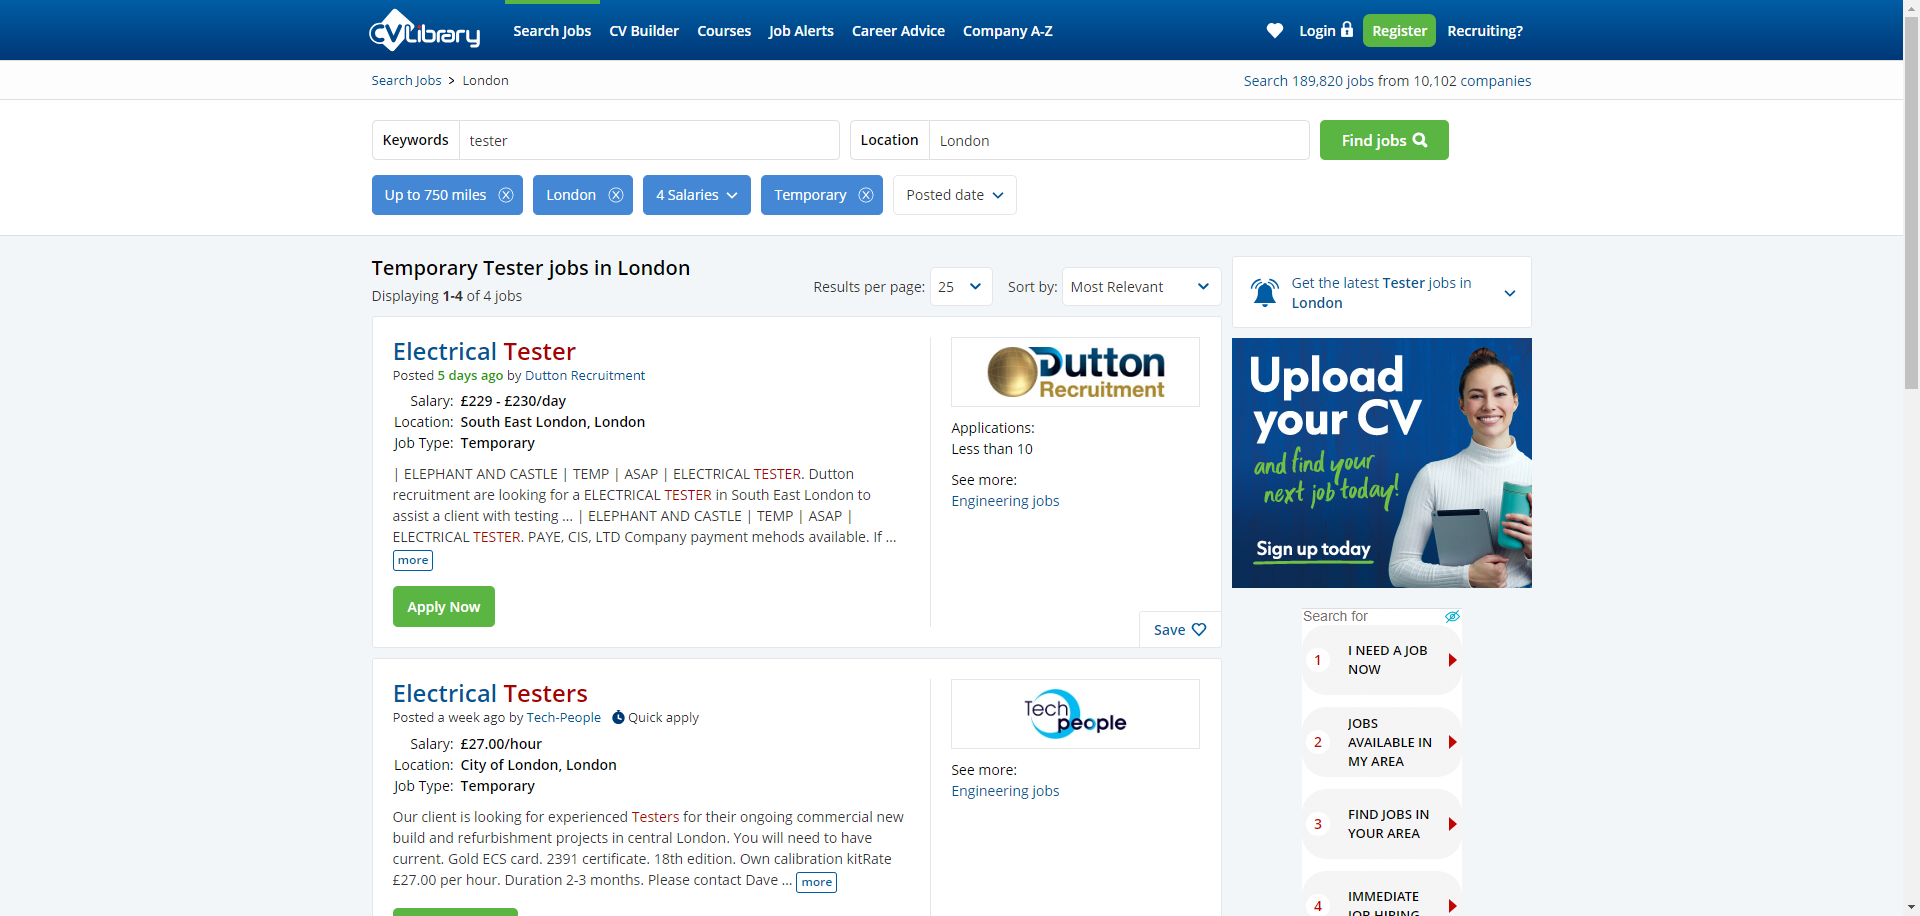 CVLibrary
Search Jobs CV Builder Courses Job Alerts Career Advice Company A-Z
Login Register Recruiting?
Search Jobs > London
Search 189,820 jobs from 10,102 companies
Keywords tester
Location London
Find jobs
Up to 750 miles
London
4 Salaries
Temporary
Posted date
Temporary Tester jobs in London
Displaying 1-4 of 4 jobs
Results per page: 25
Sort by: Most Relevant
Electrical Tester
Posted 5 days ago by Dutton Recruitment
Salary: £229 - £230/day
Location: South East London, London
Job Type: Temporary
| ELEPHANT AND CASTLE | TEMP | ASAP | ELECTRICAL TESTER. Dutton
recruitment are looking for a ELECTRICAL TESTER in South East London to
assist a client with testing ... | ELEPHANT AND CASTLE | TEMP | ASAP |
ELECTRICAL TESTER. PAYE, CIS, LTD Company payment mehods available. If ...
more
Apply Now
Dutton
Recruitment
Applications:
Less than 10
See more:
Engineering jobs
Save
Electrical Testers
Posted a week ago by Tech-People Quick apply
Salary: £27.00/hour
Location: City of London, London
Job Type: Temporary
Our client is looking for experienced Testers for their ongoing commercial new
build and refurbishment projects in central London. You will need to have
current. Gold ECS card. 2391 certificate. 18th edition. Own calibration kitRate
£27.00 per hour. Duration 2-3 months. Please contact Dave ... more
Tech
people
See more:
Engineering jobs
Get the latest Tester jobs in
London
Upload
your CV
and find your
next job today!
Sign up today
Search for
1 I NEED A JOB
NOW
2 JOBS
AVAILABLE IN
MY AREA
3 FIND JOBS IN
YOUR AREA
4 IMMEDIATE
JOB HIRING